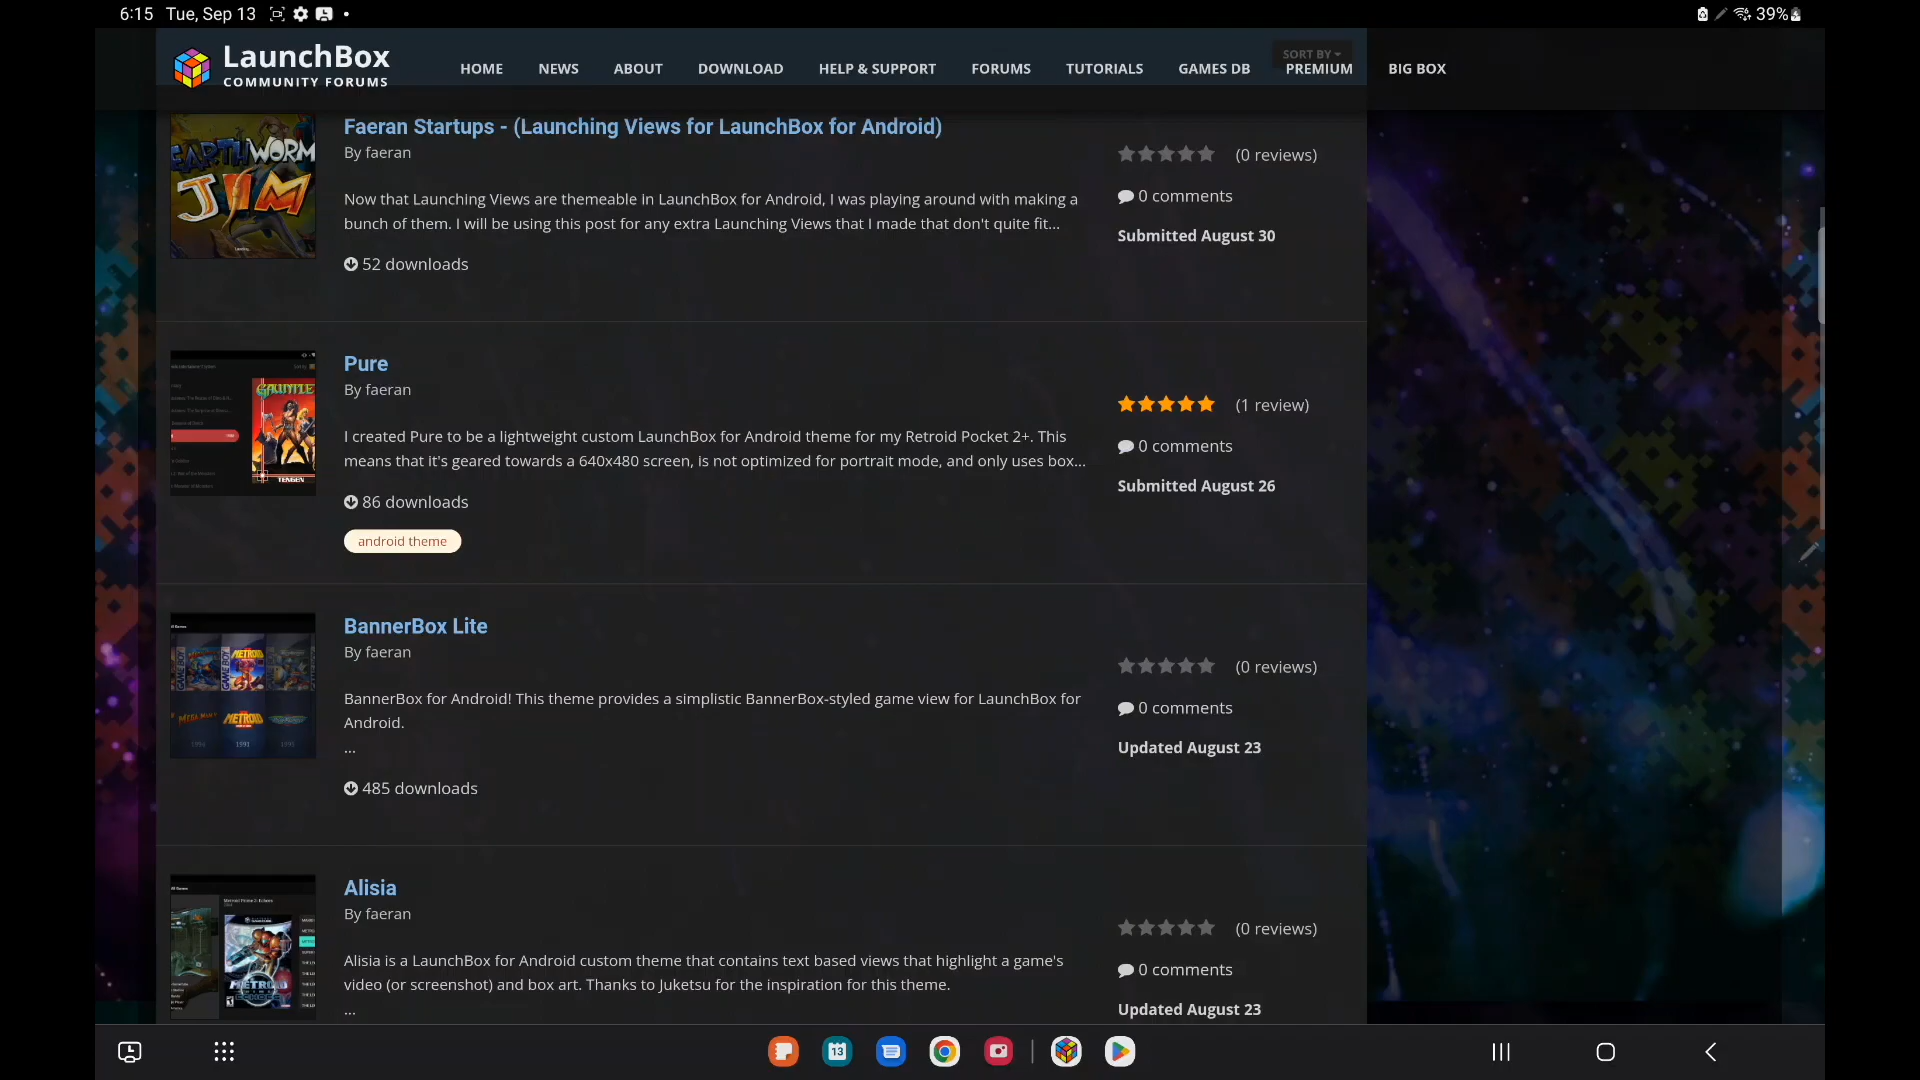 6:15 Tue, Sep 13
39%
LaunchBox
COMMUNITY FORUMS
HOME NEWS ABOUT DOWNLOAD HELP & SUPPORT FORUMS TUTORIALS GAMES DB PREMIUM BIG BOX
SORT BY
EARTHWORM
JIM
Faeran Startups - (Launching Views for LaunchBox for Android)
By faeran
Now that Launching Views are themeable in LaunchBox for Android, I was playing around with making a
bunch of them. I will be using this post for any extra Launching Views that I made that don't quite fit...
52 downloads
(0 reviews)
0 comments
Submitted August 30
GAUNTLE
TENGEN
Pure
By faeran
I created Pure to be a lightweight custom LaunchBox for Android theme for my Retroid Pocket 2+. This
means that it's geared towards a 640x480 screen, is not optimized for portrait mode, and only uses box...
86 downloads
android theme
(1 review)
0 comments
Submitted August 26
METROID
1994 1991
BannerBox Lite
By faeran
BannerBox for Android! This theme provides a simplistic BannerBox-styled game view for LaunchBox for
Android.
...
485 downloads
(0 reviews)
0 comments
Updated August 23
METROID
Alisia
By faeran
Alisia is a LaunchBox for Android custom theme that contains text based views that highlight a game's
video (or screenshot) and box art. Thanks to Juketsu for the inspiration for this theme.
...
(0 reviews)
0 comments
Updated August 23
13